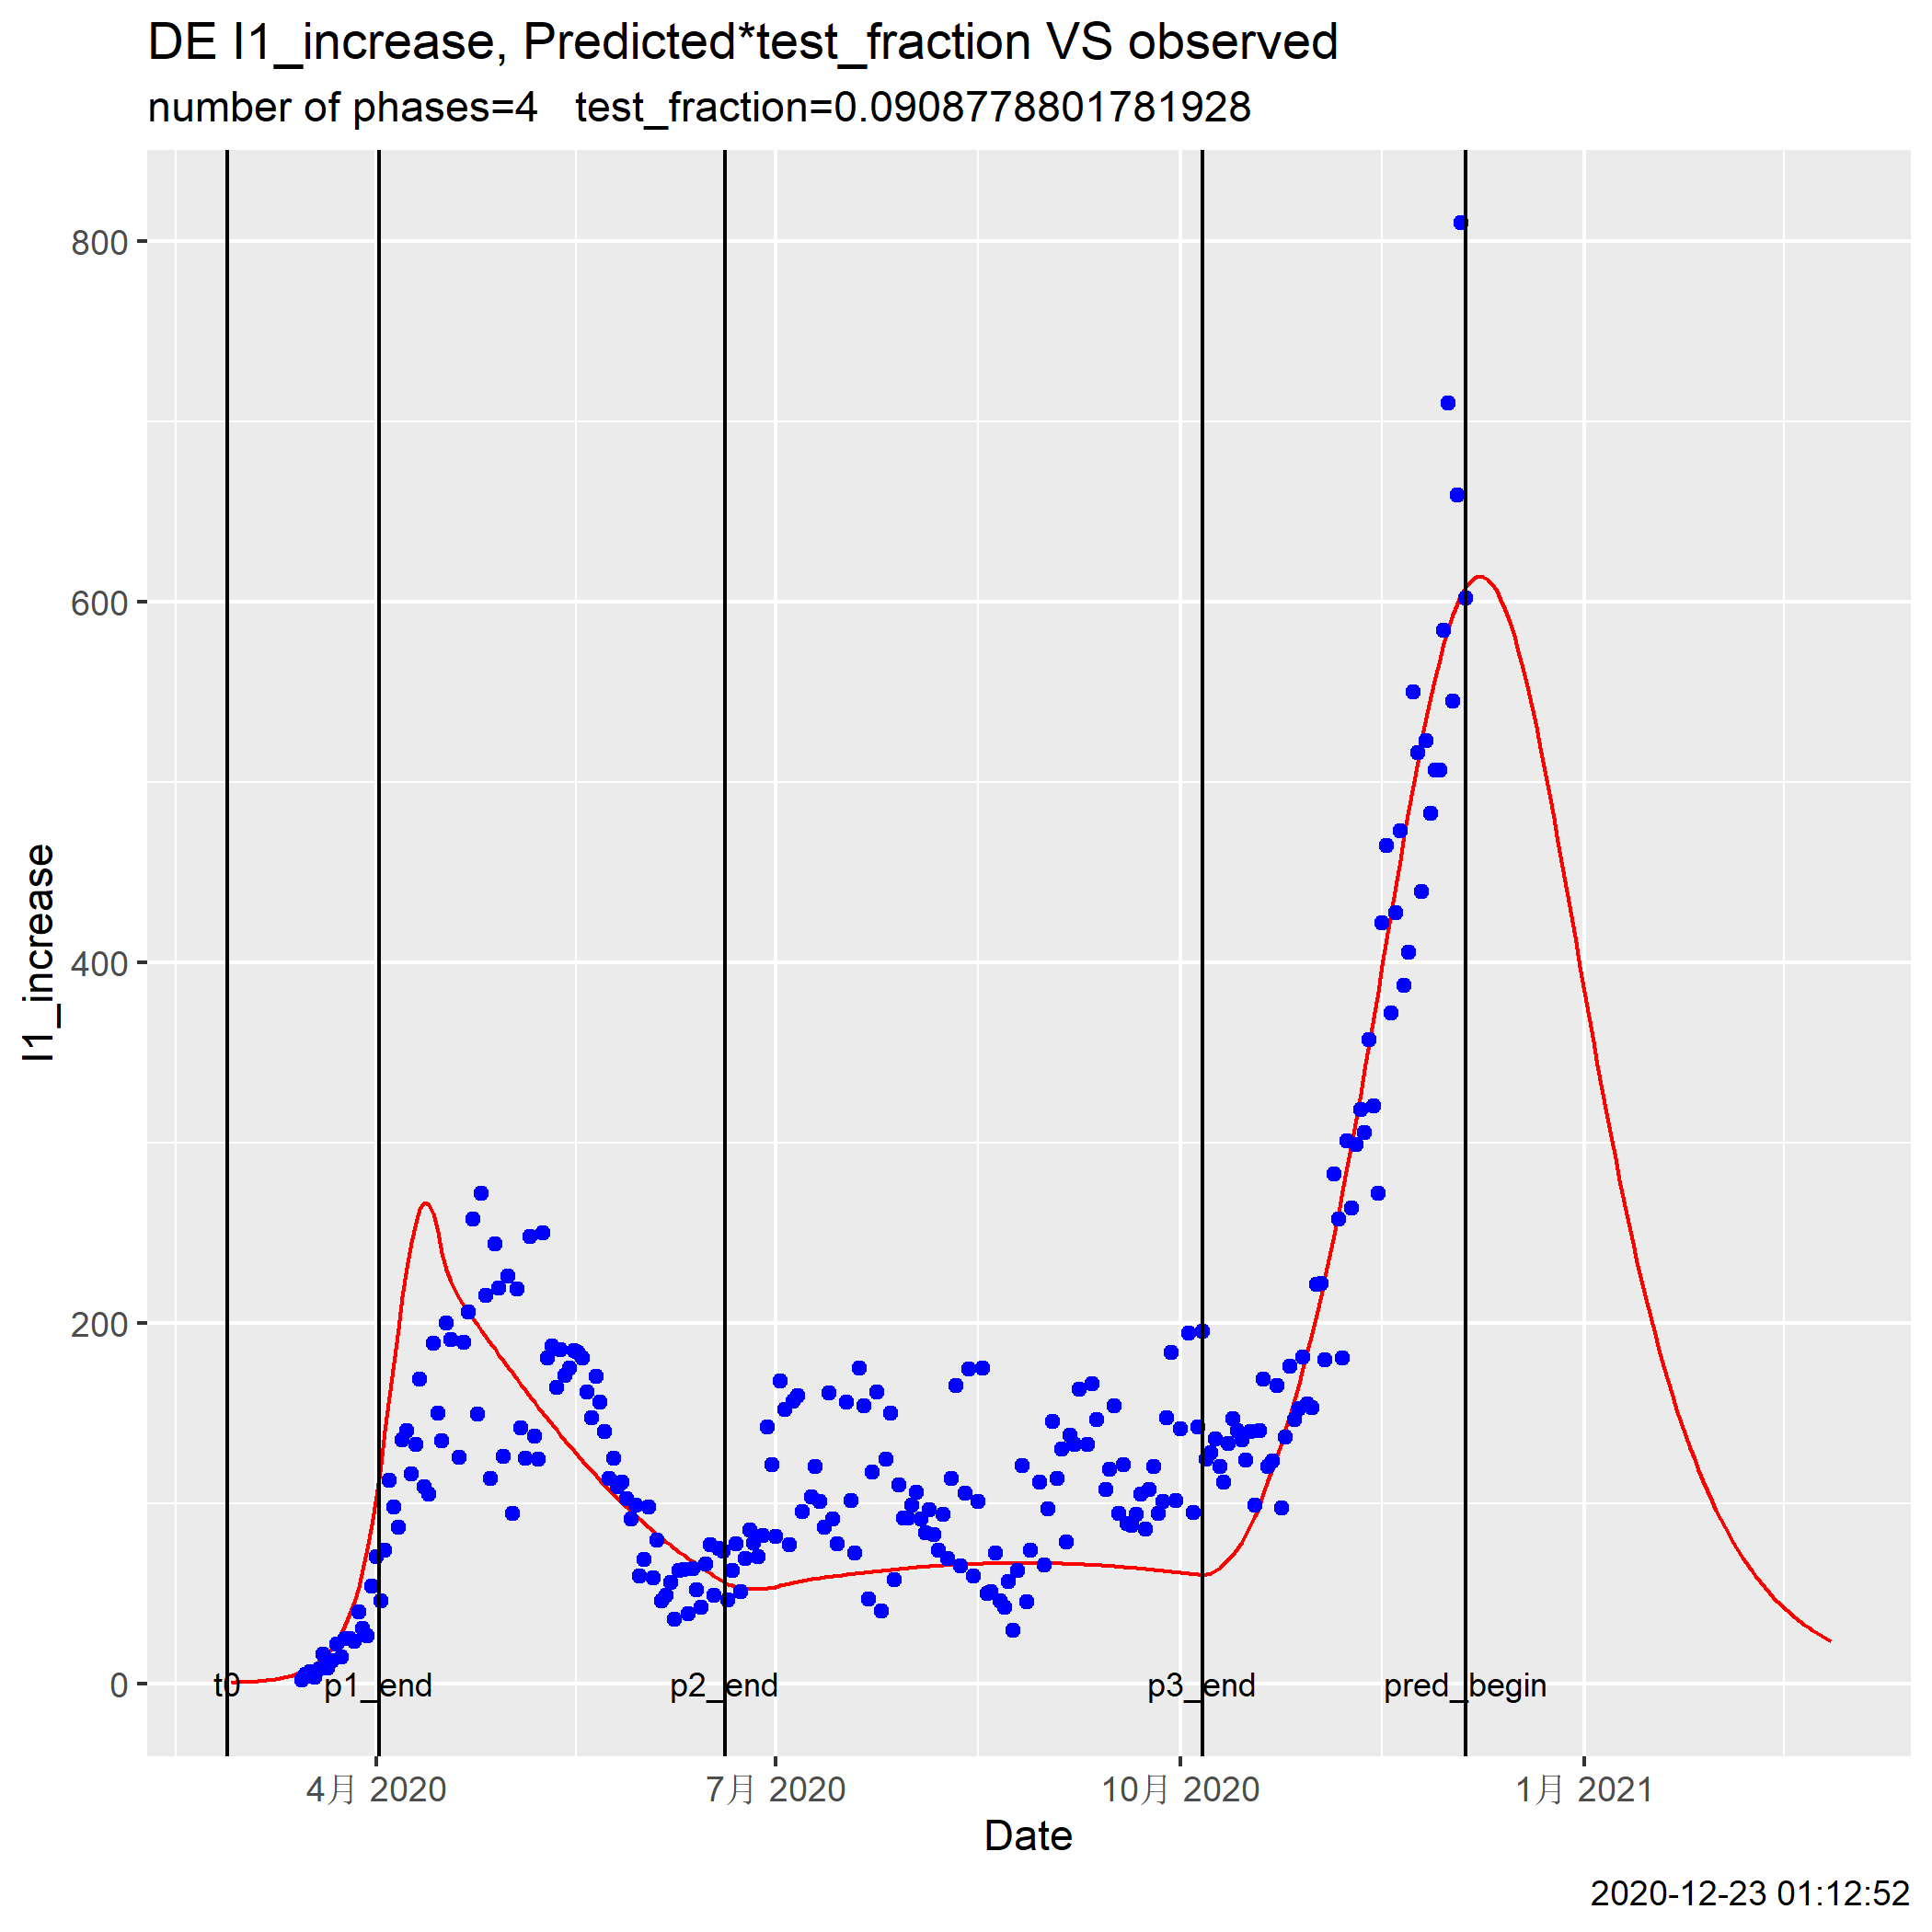 DE I1_increase, Predicted*test_fraction VS observed
number of phases=4   test_fraction=0.0908778801781928
I1_increase
800
600
400
200
0
t0
p1_end
p2_end
p3_end
pred_begin
4月 2020
7月 2020
10月 2020
1月 2021
Date
2020-12-23 01:12:52